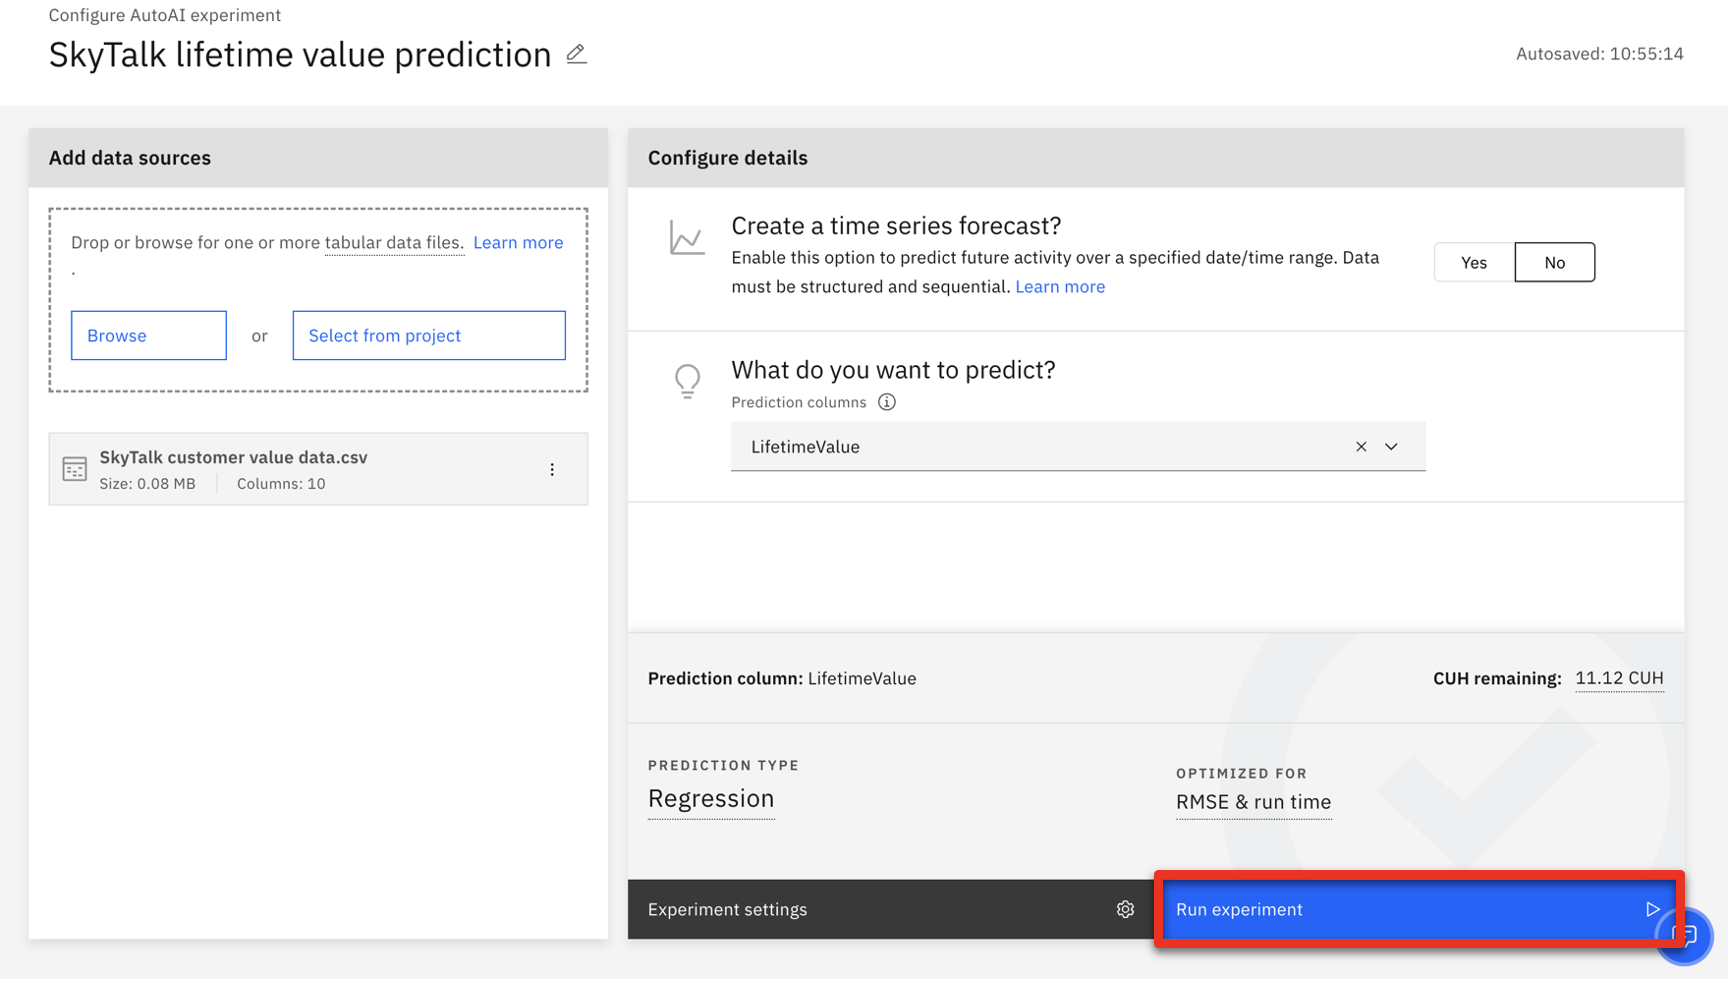 Configure AutoAI experiment
SkyTalk lifetime value prediction
Autosaved: 10:55:14
Add data sources
Drop or browse for one or more tabular data files. Learn more
.
Browse or Select from project
SkyTalk customer value data.csv
Size: 0.08 MB Columns: 10
Configure details
Create a time series forecast?
Enable this option to predict future activity over a specified date/time range. Data
must be structured and sequential. Learn more
Yes No
What do you want to predict?
Prediction columns
LifetimeValue
Prediction column: LifetimeValue
CUH remaining: 11.12 CUH
PREDICTION TYPE
Regression
OPTIMIZED FOR
RMSE & run time
Experiment settings
Run experiment